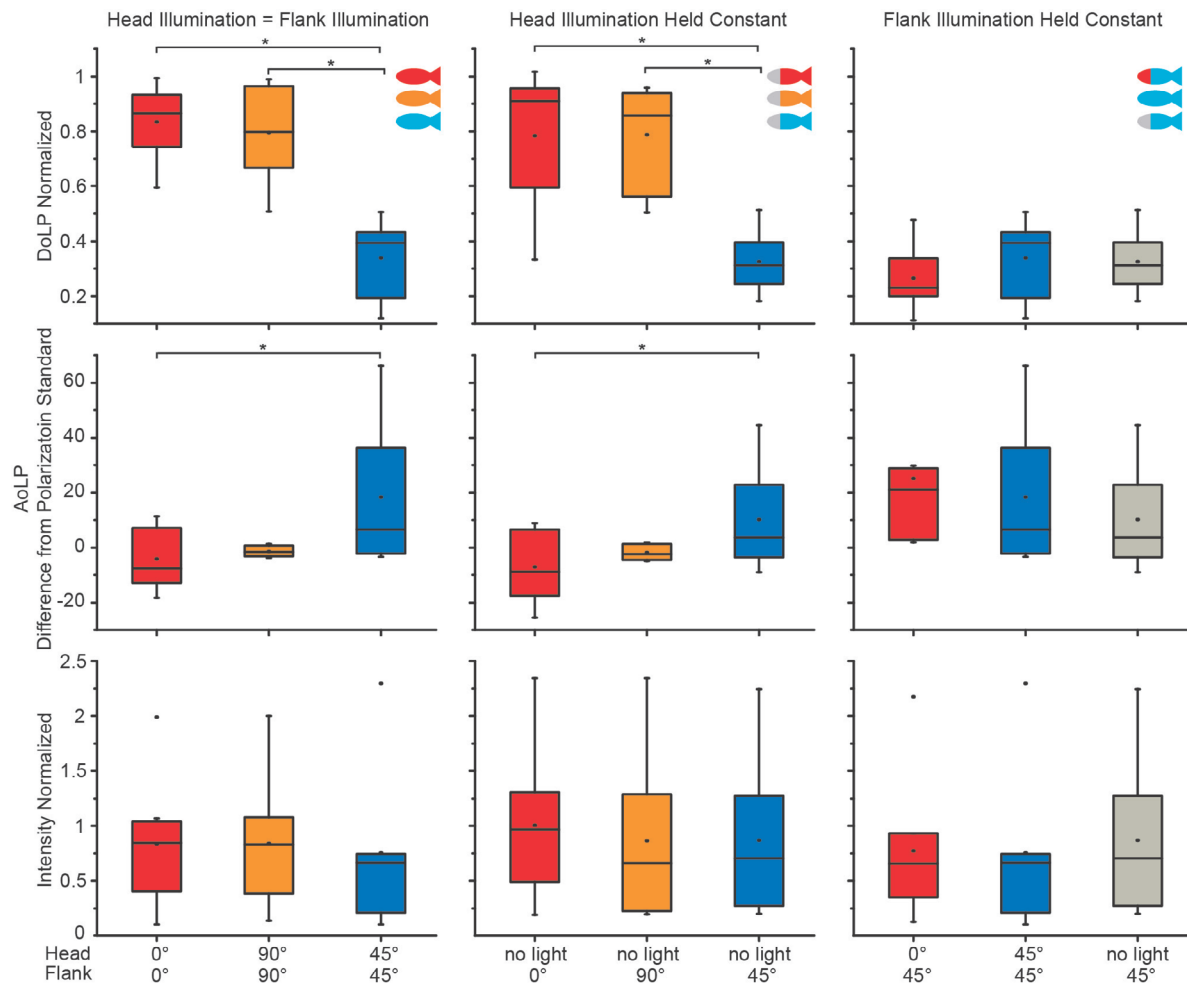 Head Illumination = Flank Illumination
Head Illumination Held Constant
Flank Illumination Held Constant
* * * *
DoLP Normalized
1
0.8
0.6
0.4
0.2
* *
AoLP
Difference from Polarizatoin Standard
60
40
20
0
-20
Intensity Normalized
2.5
2
1.5
1
0.5
0
Head 0° 90° 45° no light no light no light 0° 45° no light
Flank 0° 90° 45° 0° 90° 45° 45° 45° 45°